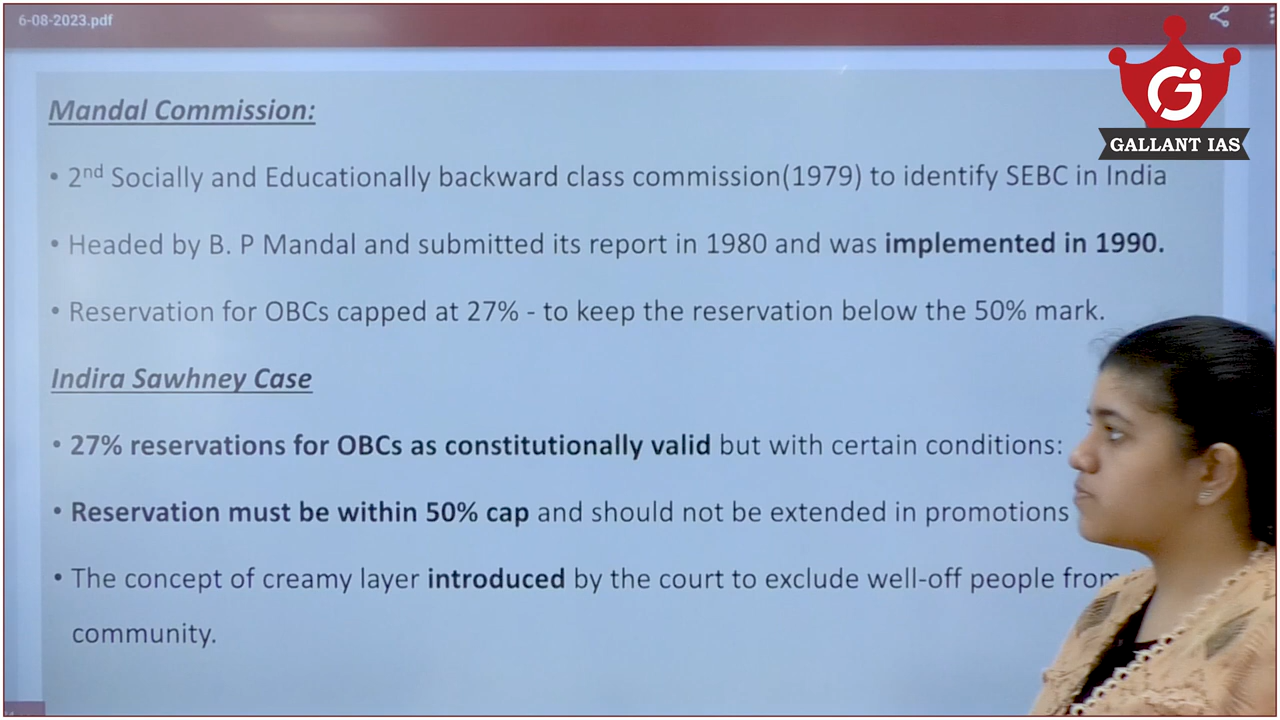 6-08-2023.pdf
GALLANT IAS
Mandal Commission:
• 2nd Socially and Educationally backward class commission(1979) to identify SEBC in India
• Headed by B. P Mandal and submitted its report in 1980 and was implemented in 1990.
• Reservation for OBCs capped at 27% - to keep the reservation below the 50% mark.
Indira Sawhney Case
• 27% reservations for OBCs as constitutionally valid but with certain conditions:
• Reservation must be within 50% cap and should not be extended in promotions
• The concept of creamy layer introduced by the court to exclude well-off people from
community.